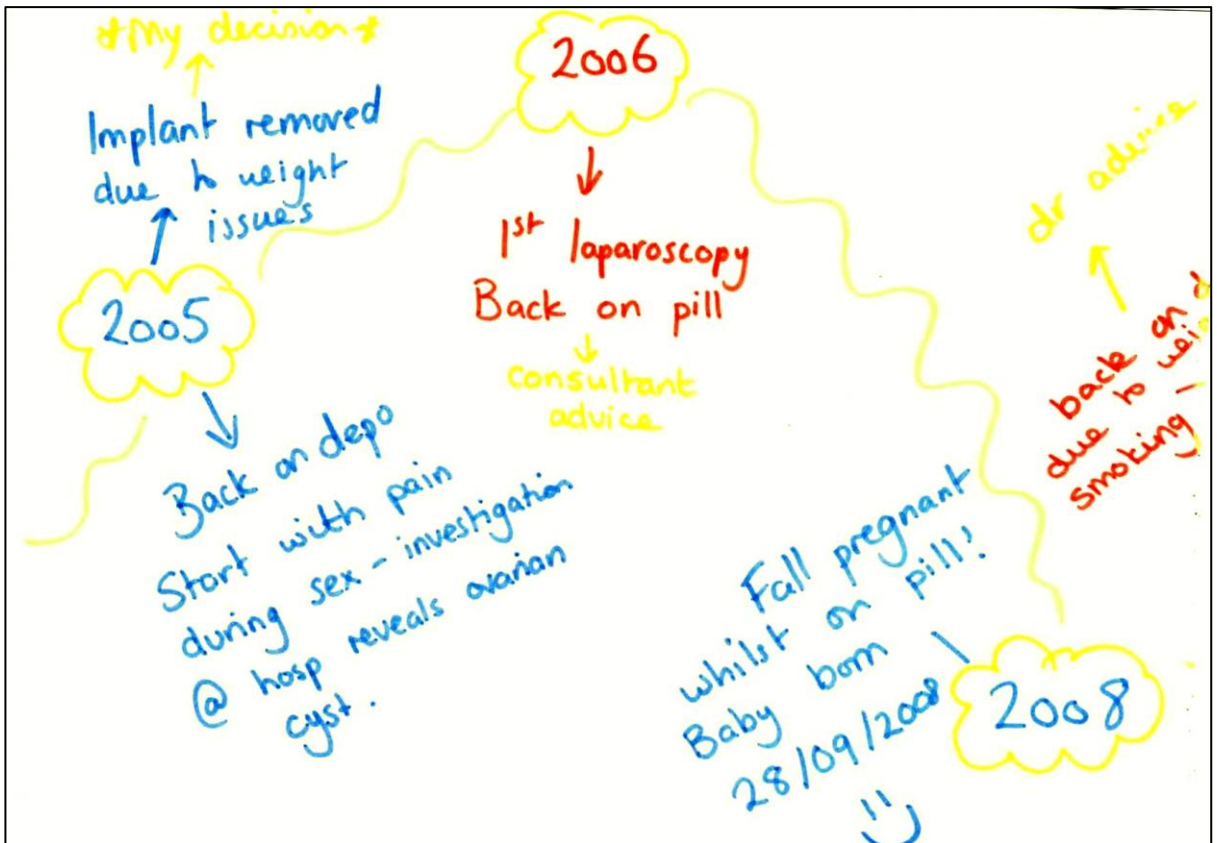 *My decision*
Implant removed
due to weight
issues
2005
Back on depo
Start with pain
during sex - investigation
@ hosp reveals ovarian
cyst.
2006
1st laparoscopy
Back on pill
consultant
advice
Fall pregnant
whilst on pill!
Baby born
28/09/2008
2008
dr advice
back on
due to
smoking -